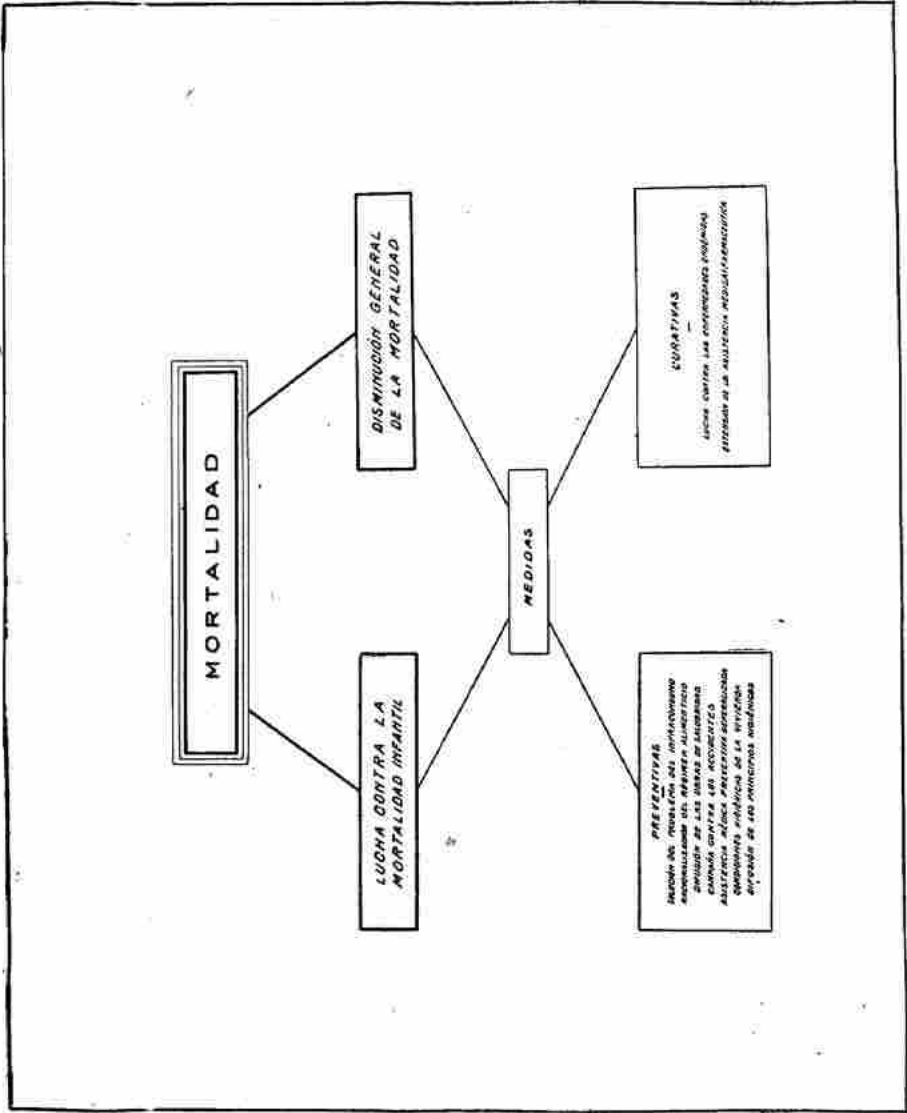 MORTALIDAD
LUCHA CONTRA LA
MORTALIDAD INFANTIL
DISMINUCIÓN GENERAL
DE LA MORTALIDAD
MEDIDAS
PREVENTIVAS
SOLUCIÓN DEL PROBLEMA DEL INFRACONSUMO
RACIONALIZACIÓN DEL RÉGIMEN ALIMENTICIO
DIFUSIÓN DE LAS OBRAS DE SALUBRIDAD
CAMPAÑA CONTRA LOS ACCIDENTES
ASISTENCIA MÉDICA PREVENTIVA GENERALIZADA
CONDICIONES HIGIÉNICAS DE LA VIVIENDA
DIFUSIÓN DE LOS PRINCIPIOS HIGIÉNICOS
CURATIVAS
LUCHA CONTRA LAS ENFERMEDADES ENDÉMICAS
EXTENSIÓN DE LA ASISTENCIA MÉDICA/FARMACÉUTICA